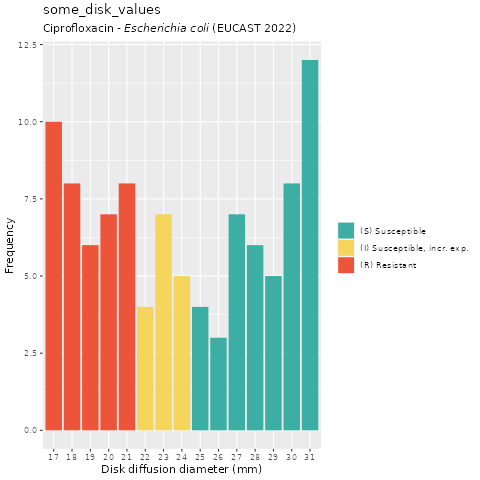 some_disk_values
Ciprofloxacin - Escherichia coli (EUCAST 2022)
Frequency
12.5
10.0
7.5
5.0
2.5
0.0
17 18 19 20 21 22 23 24 25 26 27 28 29 30 31
Disk diffusion diameter (mm)
(S) Susceptible
(I) Susceptible, incr. exp.
(R) Resistant